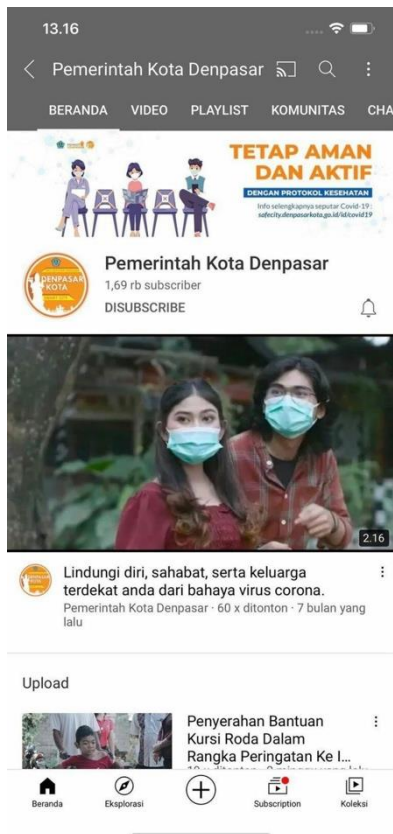 13.16
Pemerintah Kota Denpasar
BERANDA VIDEO PLAYLIST KOMUNITAS CHA
TETAP AMAN
DAN AKTIF
DENGAN PROTOKOL KESEHATAN
Info selengkapnya seputar Covid-19 :
safecity.denpasarkota.go.id/id/covid19
DENPASAR
KOTA
Pemerintah Kota Denpasar
1,69 rb subscriber
DISUBSCRIBE
2.16
Lindungi diri, sahabat, serta keluarga
terdekat anda dari bahaya virus corona.
Pemerintah Kota Denpasar · 60 x ditonton · 7 bulan yang
lalu
Upload
Penyerahan Bantuan
Kursi Roda Dalam
Rangka Peringatan Ke I...
Beranda Eksplorasi Subscription Koleksi